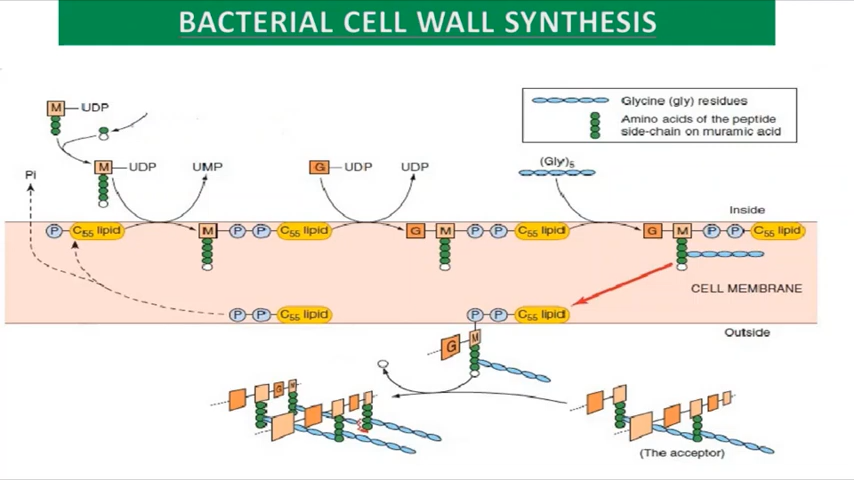 BACTERIAL CELL WALL SYNTHESIS
Glycine (gly) residues
Amino acids of the peptide
side-chain on muramic acid
M UDP
M UDP UMP G UDP UDP (Gly)5
Pi
Inside
P C55 lipid M P P C55 lipid G M P P C55 lipid G M P P C55 lipid
CELL MEMBRANE
P P C55 lipid P P C55 lipid
Outside
G M
G M
(The acceptor)